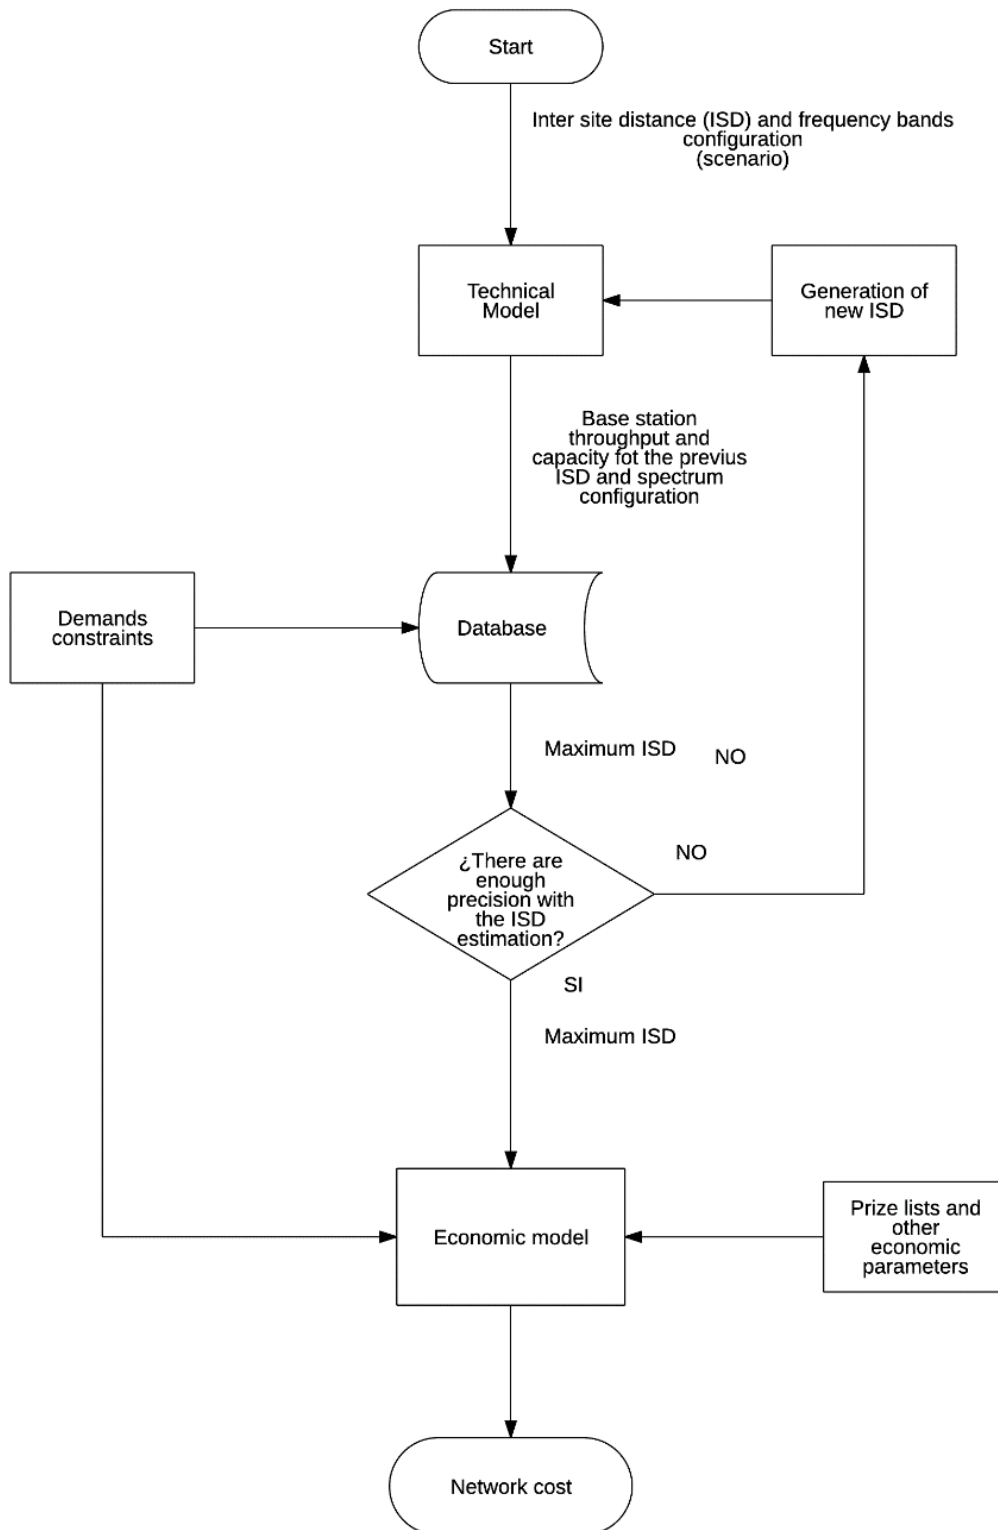 Start
Inter site distance (ISD) and frequency bands
configuration
(scenario)
Technical
Model
Generation of
new ISD
Base station
throughput and
capacity fot the previus
ISD and spectrum
configuration
Demands
constraints
Database
Maximum ISD
NO
¿There are
enough
precision with
the ISD
estimation?
NO
SI
Maximum ISD
Economic model
Prize lists and
other
economic
parameters
Network cost